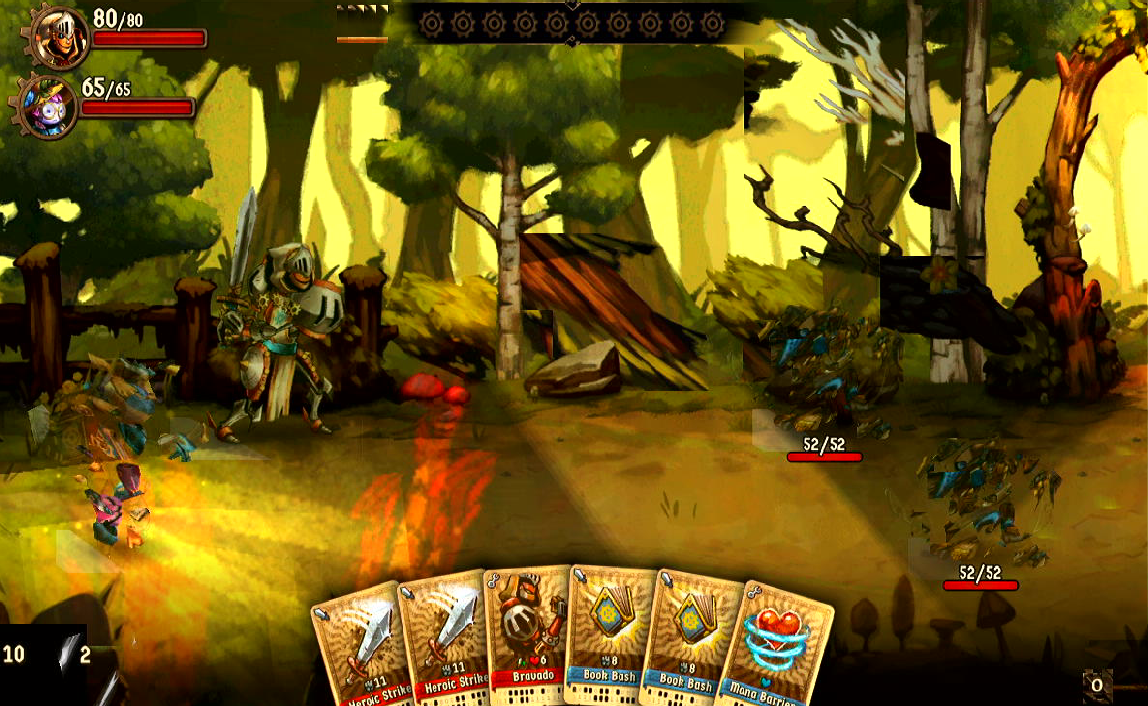 80/80
65/65
52/52
52/52
11
Heroic Strike
11
Heroic Strike
6
Bravado
8
Book Bash
8
Book Bash
Mana Barrier
10
2
0